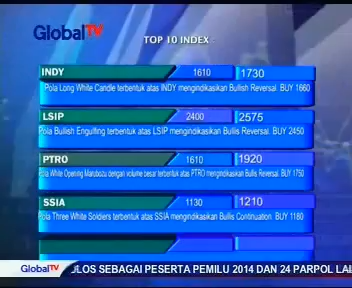 GlobalTV
TOP 10 INDEX
INDY 1610 1730
Pola Long White Candle terbentuk atas INDY mengindikasikan Bullish Reversal. BUY 1660
LSIP 2400 2575
Pola Bullish Engulfing terbentuk atas LSIP mengindikasikan Bullis Reversal. BUY 2450
PTRO 1610 1920
Pola White Opening Marubozu dengan volume besar terbentuk atas PTRO mengindikasikan Bullis Reversal. BUY 1750
SSIA 1130 1210
Pola Three White Soldiers terbentuk atas SSIA mengindikasikan Bullis Continuation. BUY 1180
GlobalTV OLOS SEBAGAI PESERTA PEMILU 2014 DAN 24 PARPOL LAI